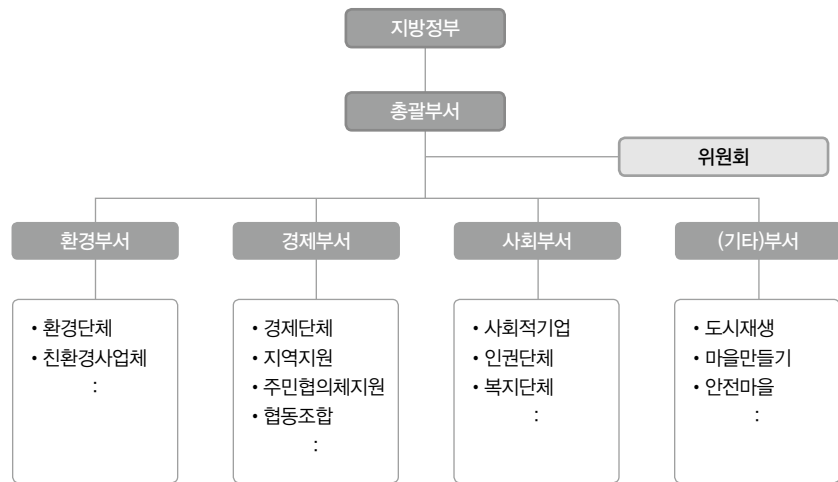 지방정부
총괄부서
위원회
환경부서
경제부서
사회부서
(기타)부서
• 환경단체
• 친환경사업체
:
• 경제단체
• 지역지원
• 주민협의체지원
• 협동조합
:
• 사회적기업
• 인권단체
• 복지단체
:
• 도시재생
• 마을만들기
• 안전마을
: